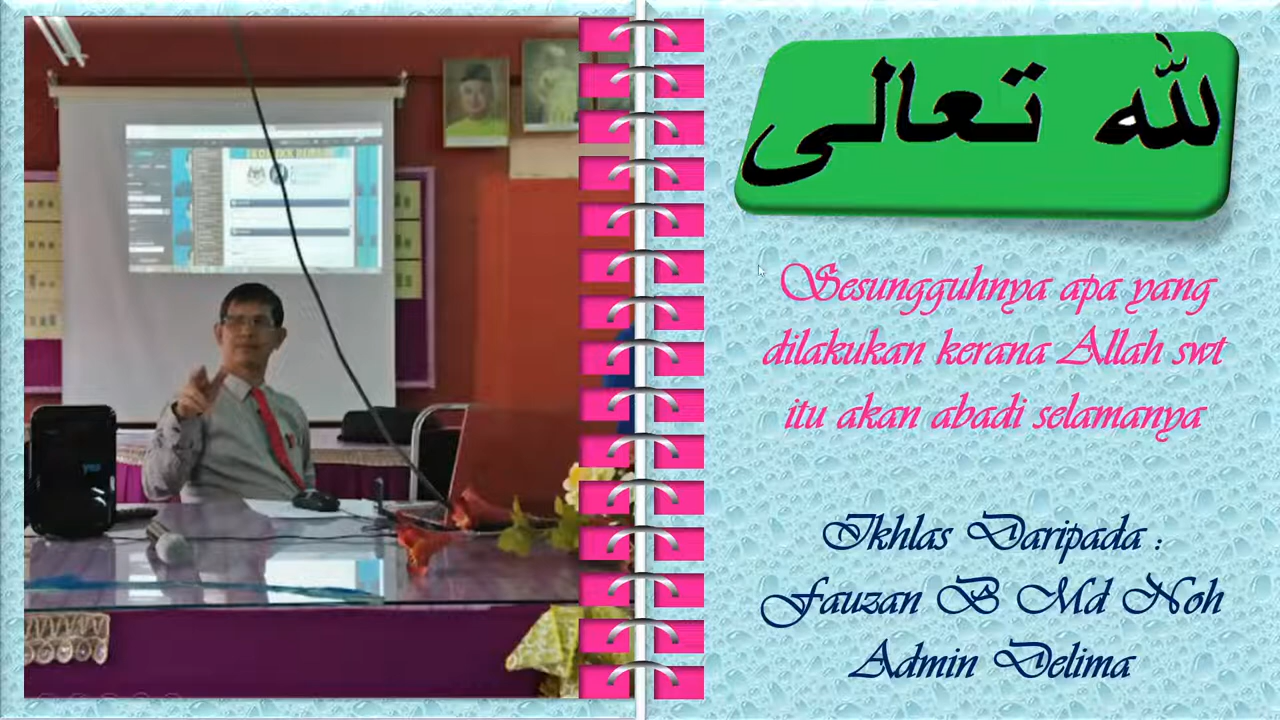 لله تعالى
Sesungguhnya apa yang
dilakukan kerana Allah swt
itu akan abadi selamanya
Ikhlas Daripada :
Fauzan B Md Noh
Admin Delima
yes